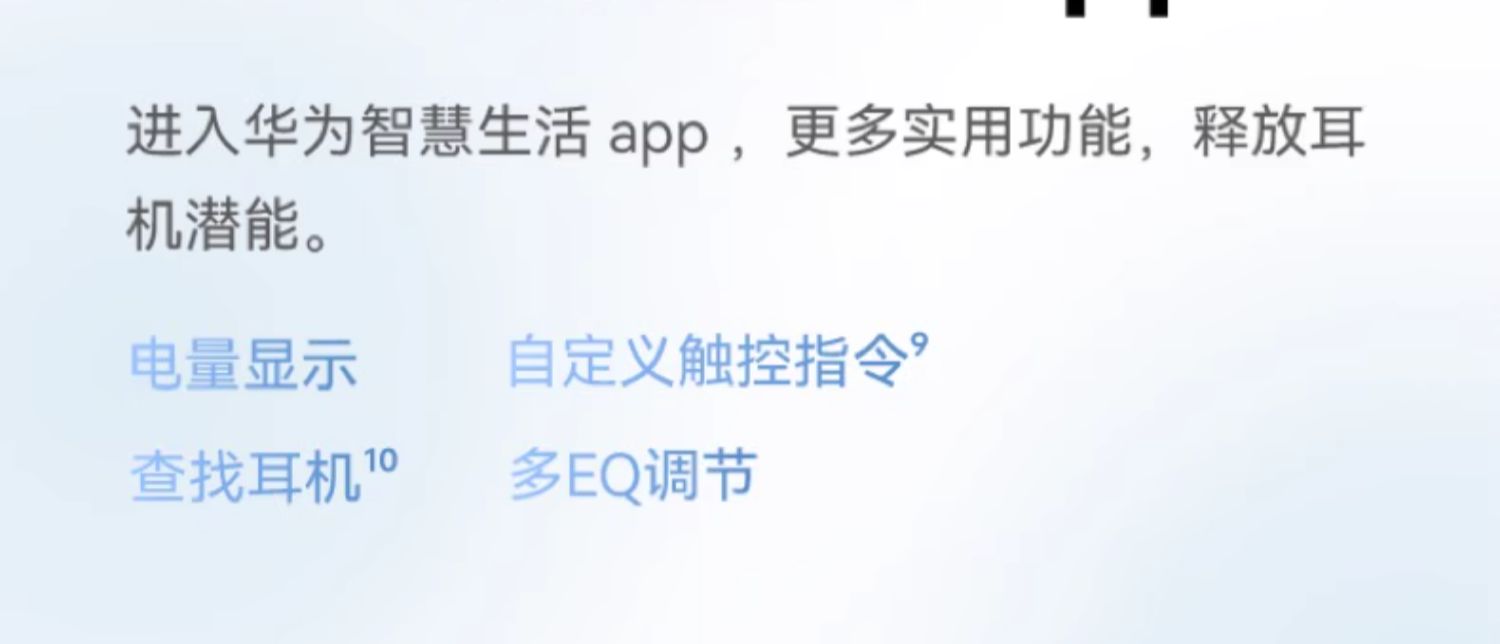 进入华为智慧生活 app ，更多实用功能，释放耳
机潜能。
电量显示 自定义触控指令⁹
查找耳机¹⁰ 多EQ调节